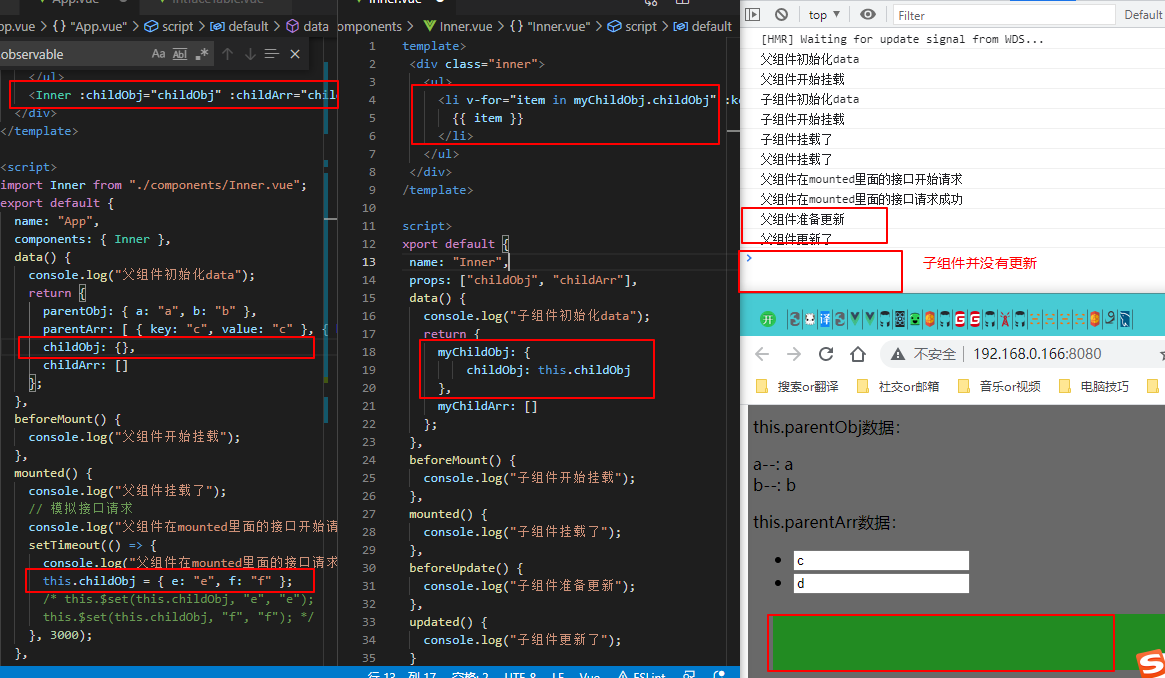 App.vue
Inner.vue
pp.vue > {} "App.vue" > script > default > data
omponents > Inner.vue > {} "Inner.vue" > script > default
observable
Aa Abl .*
</ul>
<Inner :childObj="childObj" :childArr="chil
</div>
</template>
<script>
import Inner from "./components/Inner.vue";
export default {
name: "App",
components: { Inner },
data() {
console.log("父组件初始化data");
return {
parentObj: { a: "a", b: "b" },
parentArr: [ { key: "c", value: "c" }, {
childObj: {},
childArr: []
};
},
beforeMount() {
console.log("父组件开始挂载");
},
mounted() {
console.log("父组件挂载了");
// 模拟接口请求
console.log("父组件在mounted里面的接口开始请
setTimeout(() => {
console.log("父组件在mounted里面的接口请求
this.childObj = { e: "e", f: "f" };
/* this.$set(this.childObj, "e", "e");
this.$set(this.childObj, "f", "f"); */
}, 3000);
},
1 template>
2 <div class="inner">
3 <ul>
4 <li v-for="item in myChildObj.childObj" :k
5 {{ item }}
6 </li>
7 </ul>
8 </div>
9 /template>
10
11 script>
12 xport default {
13 name: "Inner",
14 props: ["childObj", "childArr"],
15 data() {
16 console.log("子组件初始化data");
17 return {
18 myChildObj: {
19 childObj: this.childObj
20 },
21 myChildArr: []
22 };
23 },
24 beforeMount() {
25 console.log("子组件开始挂载");
26 },
27 mounted() {
28 console.log("子组件挂载了");
29 },
30 beforeUpdate() {
31 console.log("子组件准备更新");
32 },
33 updated() {
34 console.log("子组件更新了");
35 }
行 13, 列 17 空格: 2 UTF-8 LF Vue ESLint
top Filter Default
[HMR] Waiting for update signal from WDS...
父组件初始化data
父组件开始挂载
子组件初始化data
子组件开始挂载
子组件挂载了
父组件挂载了
父组件在mounted里面的接口开始请求
父组件在mounted里面的接口请求成功
父组件准备更新
父组件更新了
子组件并没有更新
开
译
不安全 192.168.0.166:8080
搜索or翻译 社交or邮箱 音乐or视频 电脑技巧
this.parentObj数据：
a--: a
b--: b
this.parentArr数据：
c
d